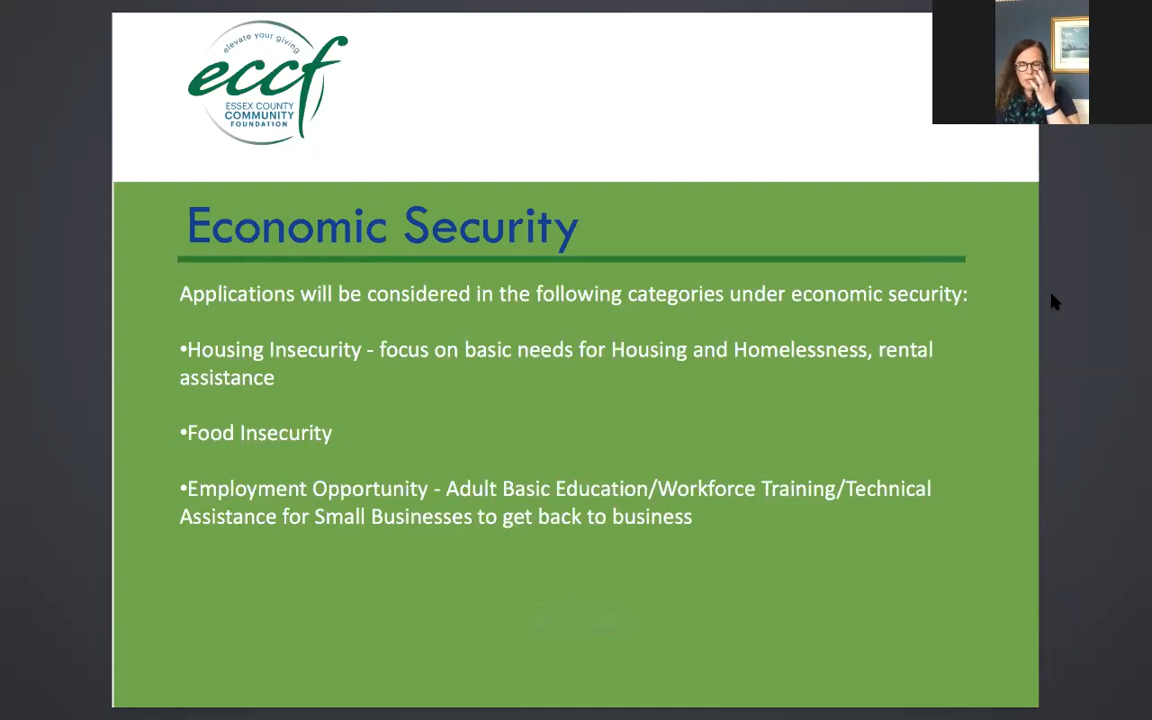 elevate your giving
eccf
ESSEX COUNTY
COMMUNITY
FOUNDATION
Economic Security
Applications will be considered in the following categories under economic security:
•Housing Insecurity - focus on basic needs for Housing and Homelessness, rental
assistance
•Food Insecurity
•Employment Opportunity - Adult Basic Education/Workforce Training/Technical
Assistance for Small Businesses to get back to business